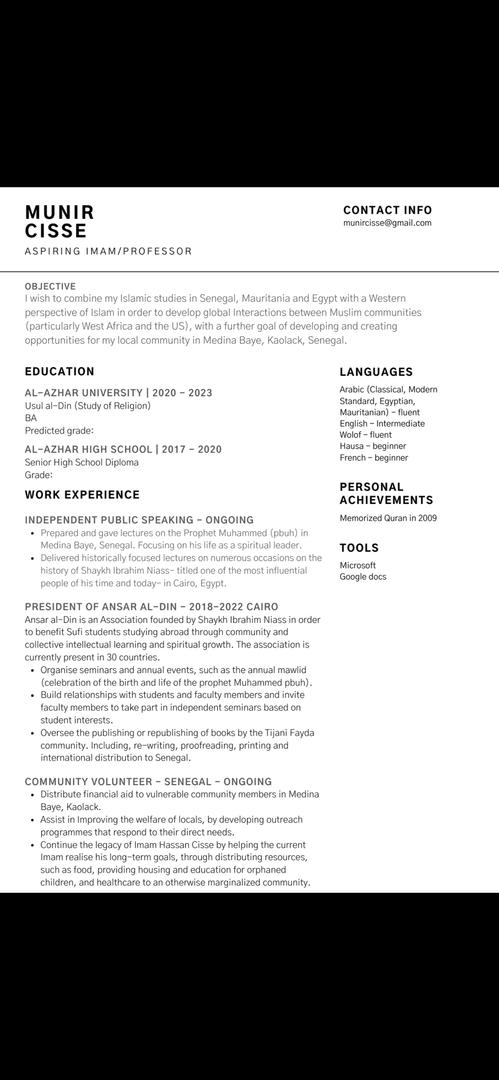 MUNIR
CISSE
ASPIRING IMAM/PROFESSOR
CONTACT INFO
munircisse@gmail.com
OBJECTIVE
I wish to combine my Islamic studies in Senegal, Mauritania and Egypt with a Western
perspective of Islam in order to develop global Interactions between Muslim communities
(particularly West Africa and the US), with a further goal of developing and creating
opportunities for my local community in Medina Baye, Kaolack, Senegal.
EDUCATION
AL-AZHAR UNIVERSITY | 2020 - 2023
Usul al-Din (Study of Religion)
BA
Predicted grade:
AL-AZHAR HIGH SCHOOL | 2017 - 2020
Senior High School Diploma
Grade:
WORK EXPERIENCE
INDEPENDENT PUBLIC SPEAKING - ONGOING
• Prepared and gave lectures on the Prophet Muhammed (pbuh) in
Medina Baye, Senegal. Focusing on his life as a spiritual leader.
• Delivered historically focused lectures on numerous occasions on the
history of Shaykh Ibrahim Niass- titled one of the most influential
people of his time and today- in Cairo, Egypt.
PRESIDENT OF ANSAR AL-DIN - 2018-2022 CAIRO
Ansar al-Din is an Association founded by Shaykh Ibrahim Niass in order
to benefit Sufi students studying abroad through community and
collective intellectual learning and spiritual growth. The association is
currently present in 30 countries.
• Organise seminars and annual events, such as the annual mawlid
(celebration of the birth and life of the prophet Muhammed pbuh).
• Build relationships with students and faculty members and invite
faculty members to take part in independent seminars based on
student interests.
• Oversee the publishing or republishing of books by the Tijani Fayda
community. Including, re-writing, proofreading, printing and
international distribution to Senegal.
COMMUNITY VOLUNTEER - SENEGAL - ONGOING
• Distribute financial aid to vulnerable community members in Medina
Baye, Kaolack.
• Assist in Improving the welfare of locals, by developing outreach
programmes that respond to their direct needs.
• Continue the legacy of Imam Hassan Cisse by helping the current
Imam realise his long-term goals, through distributing resources,
such as food, providing housing and education for orphaned
children, and healthcare to an otherwise marginalized community.
LANGUAGES
Arabic (Classical, Modern
Standard, Egyptian,
Mauritanian) - fluent
English - Intermediate
Wolof - fluent
Hausa - beginner
French - beginner
PERSONAL
ACHIEVEMENTS
Memorized Quran in 2009
TOOLS
Microsoft
Google docs